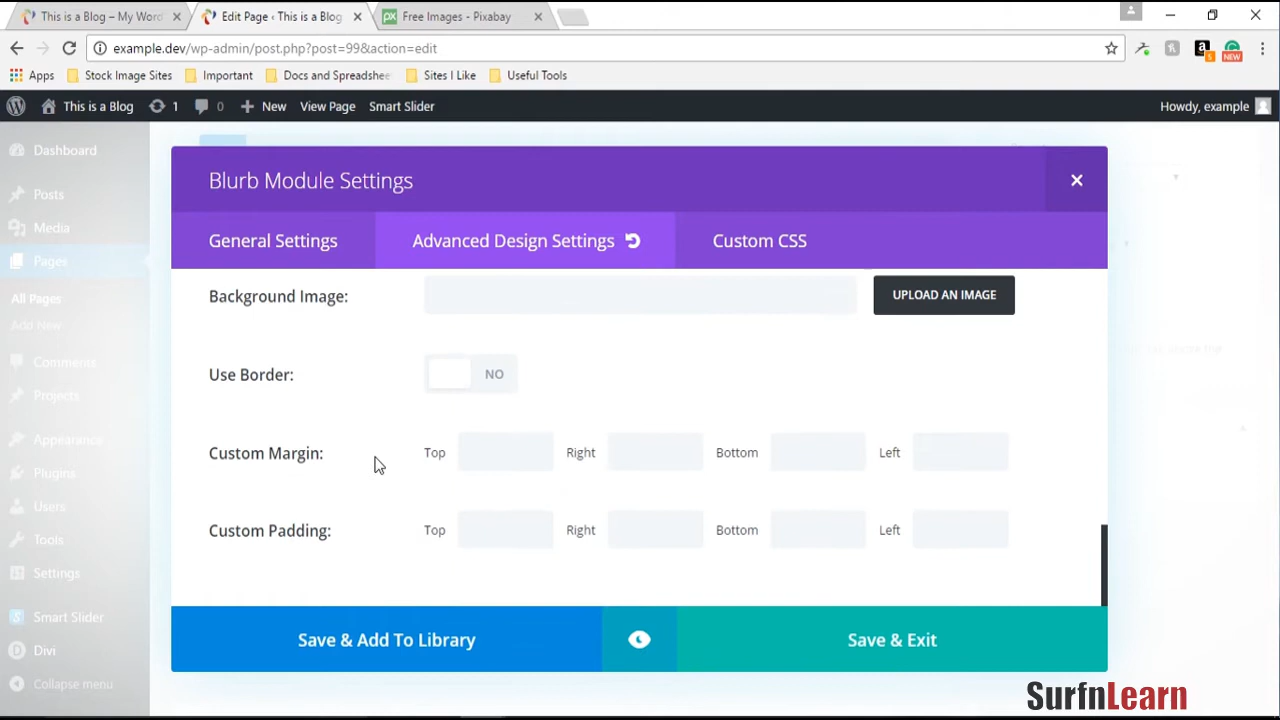 This is a Blog – My Word
Edit Page ‹ This is a Blog
Free Images - Pixabay
example.dev/wp-admin/post.php?post=99&action=edit
Apps Stock Image Sites Important Docs and Spreadshee Sites I Like Useful Tools
This is a Blog 1 0 New View Page Smart Slider Howdy, example
Dashboard
Posts
Media
Pages
All Pages
Add New
Comments
Projects
Appearance
Plugins
Users
Tools
Settings
Smart Slider
Divi
Collapse menu
Blurb Module Settings
General Settings Advanced Design Settings Custom CSS
Background Image: UPLOAD AN IMAGE
Use Border: NO
Custom Margin: Top Right Bottom Left
Custom Padding: Top Right Bottom Left
Save & Add To Library Save & Exit
SurfnLearn